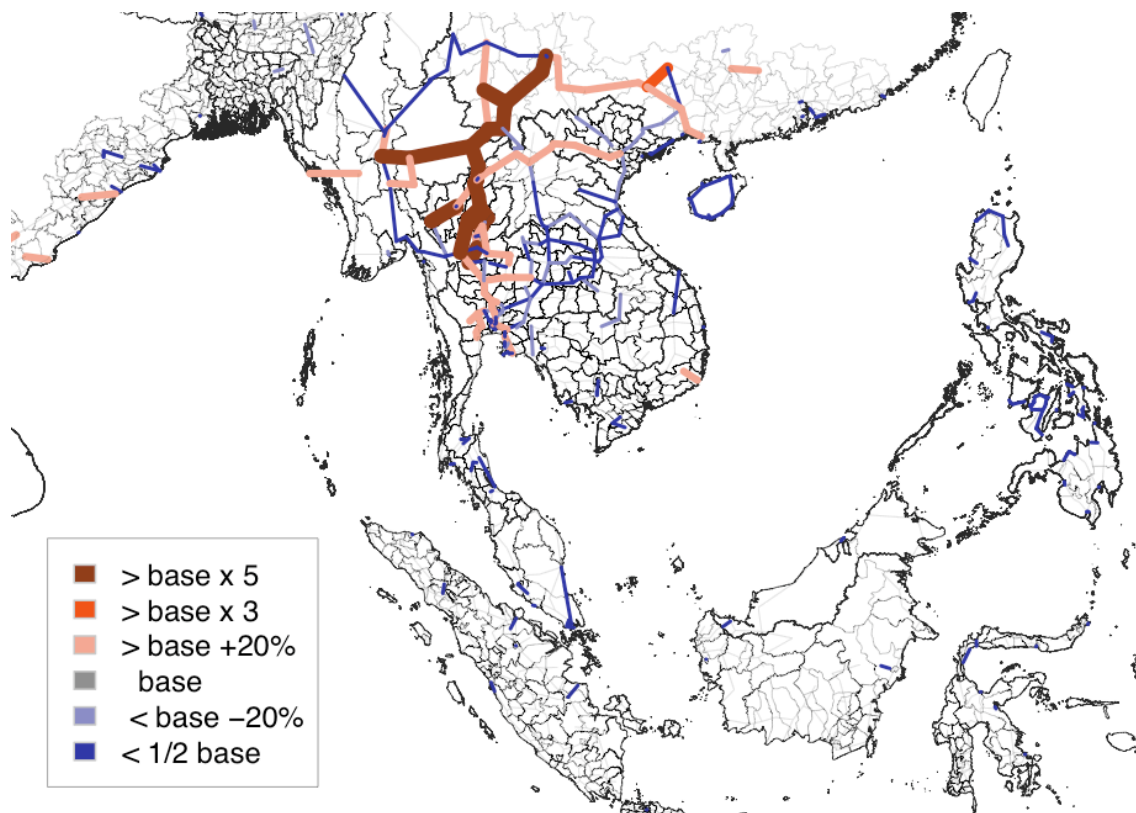 > base x 5
> base x 3
> base +20%
base
< base −20%
< 1/2 base